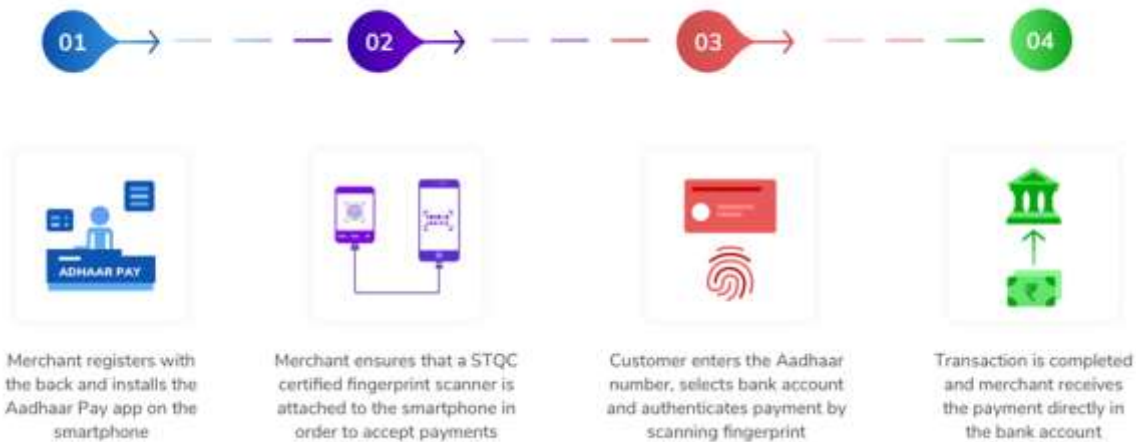 01
02
03
04
ADHAAR PAY
Merchant registers with
the back and installs the
Aadhaar Pay app on the
smartphone
Merchant ensures that a STQC
certified fingerprint scanner is
attached to the smartphone in
order to accept payments
Customer enters the Aadhaar
number, selects bank account
and authenticates payment by
scanning fingerprint
Transaction is completed
and merchant receives
the payment directly in
the bank account
₹